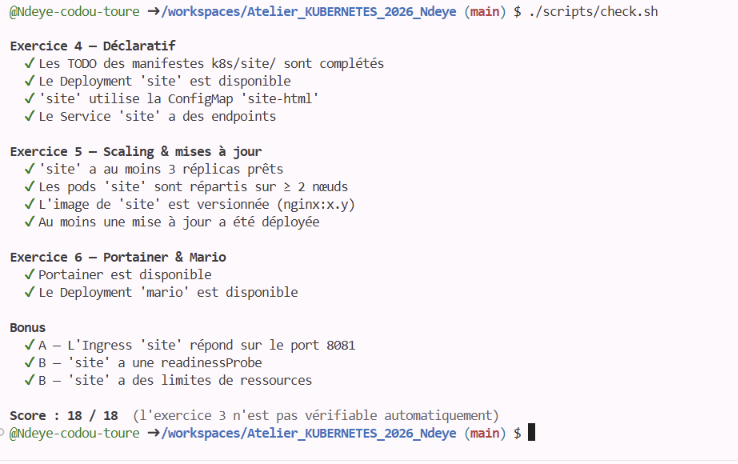 @Ndeye-codou-toure ➜/workspaces/Atelier_KUBERNETES_2026_Ndeye (main) $ ./scripts/check.sh
Exercice 4 — Déclaratif
✓ Les TODO des manifestes k8s/site/ sont complétés
✓ Le Deployment 'site' est disponible
✓ 'site' utilise la ConfigMap 'site-html'
✓ Le Service 'site' a des endpoints
Exercice 5 — Scaling & mises à jour
✓ 'site' a au moins 3 réplicas prêts
✓ Les pods 'site' sont répartis sur ≥ 2 nœuds
✓ L'image de 'site' est versionnée (nginx:x.y)
✓ Au moins une mise à jour a été déployée
Exercice 6 — Portainer & Mario
✓ Portainer est disponible
✓ Le Deployment 'mario' est disponible
Bonus
✓ A — L'Ingress 'site' répond sur le port 8081
✓ B — 'site' a une readinessProbe
✓ B — 'site' a des limites de ressources
Score : 18 / 18 (l'exercice 3 n'est pas vérifiable automatiquement)
@Ndeye-codou-toure ➜/workspaces/Atelier_KUBERNETES_2026_Ndeye (main) $